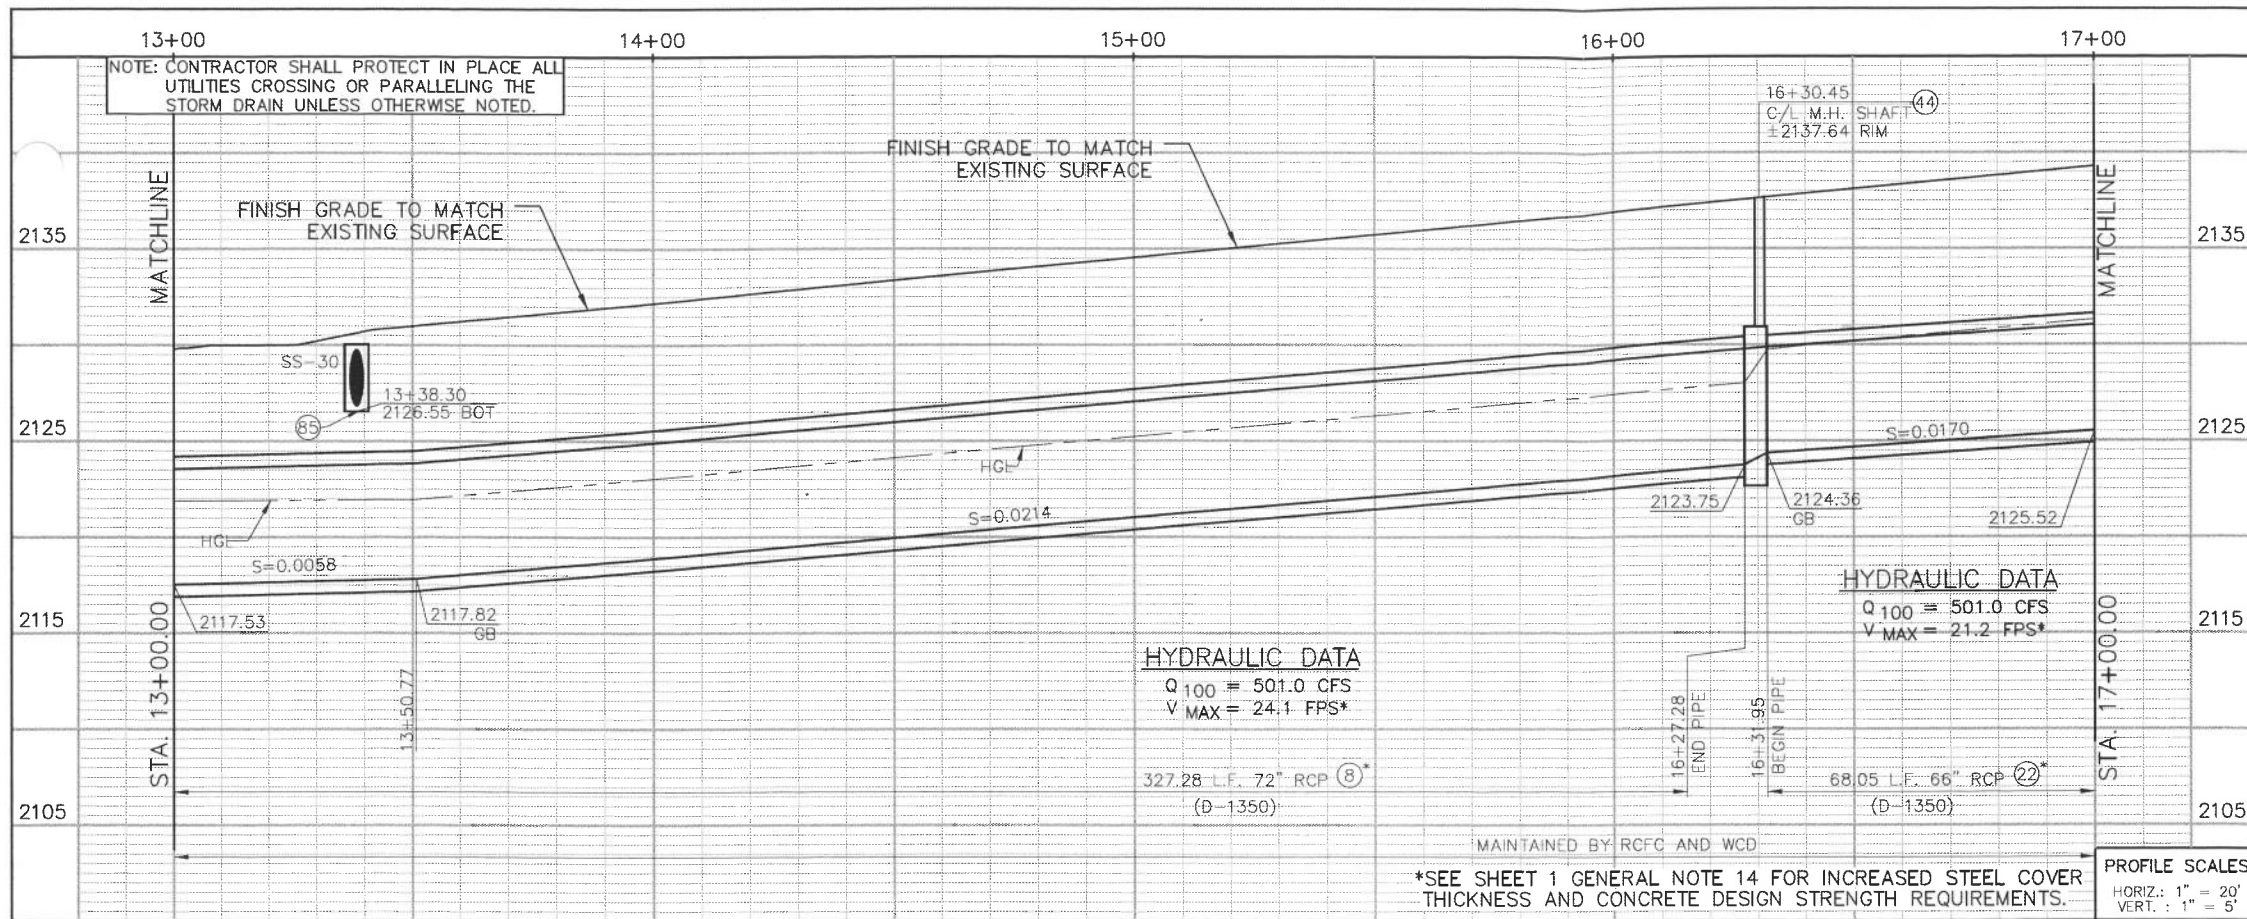 13+00 14+00 15+00 16+00 17+00
NOTE: CONTRACTOR SHALL PROTECT IN PLACE ALL
UTILITIES CROSSING OR PARALLELING THE
STORM DRAIN UNLESS OTHERWISE NOTED.
16+30.45
C/L M.H. SHAFT 44
±2137.64 RIM
FINISH GRADE TO MATCH
EXISTING SURFACE
FINISH GRADE TO MATCH
EXISTING SURFACE
MATCHLINE
MATCHLINE
2135
2135
SS-30
13+38.30
2126.55 BOT
85
2125
2125
HGL
S=0.0170
2123.75
2124.36
GB
2125.52
S=0.0214
HGL
S=0.0058
2117.53
2117.82
GB
2115
2115
HYDRAULIC DATA
Q 100 = 501.0 CFS
V MAX = 21.2 FPS*
HYDRAULIC DATA
Q 100 = 501.0 CFS
V MAX = 24.1 FPS*
STA. 13+00.00
13+50.77
16+27.28
END PIPE
16+31.95
BEGIN PIPE
STA. 17+00.00
327.28 L.F. 72" RCP 8*
(D-1350)
68.05 L.F. 66" RCP 22*
(D-1350)
2105
2105
MAINTAINED BY RCFC AND WCD
*SEE SHEET 1 GENERAL NOTE 14 FOR INCREASED STEEL COVER
THICKNESS AND CONCRETE DESIGN STRENGTH REQUIREMENTS.
PROFILE SCALES
HORIZ.: 1" = 20'
VERT. : 1" = 5'